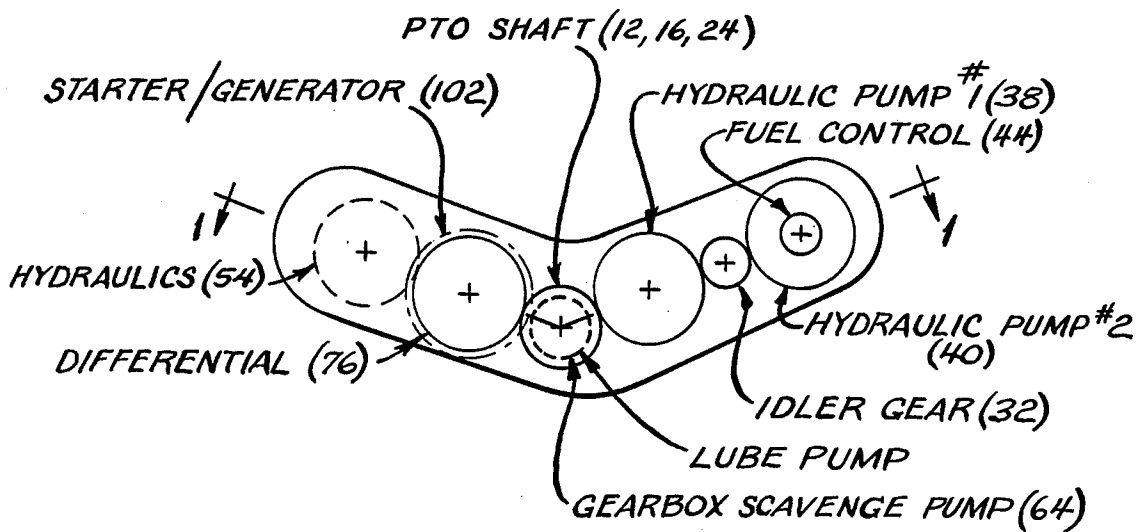 PTO SHAFT (12, 16, 24)
STARTER/GENERATOR (102)
HYDRAULIC PUMP #1 (38)
FUEL CONTROL (44)
1
1
HYDRAULICS (54)
HYDRAULIC PUMP #2
(40)
DIFFERENTIAL (76)
IDLER GEAR (32)
LUBE PUMP
GEARBOX SCAVENGE PUMP (64)